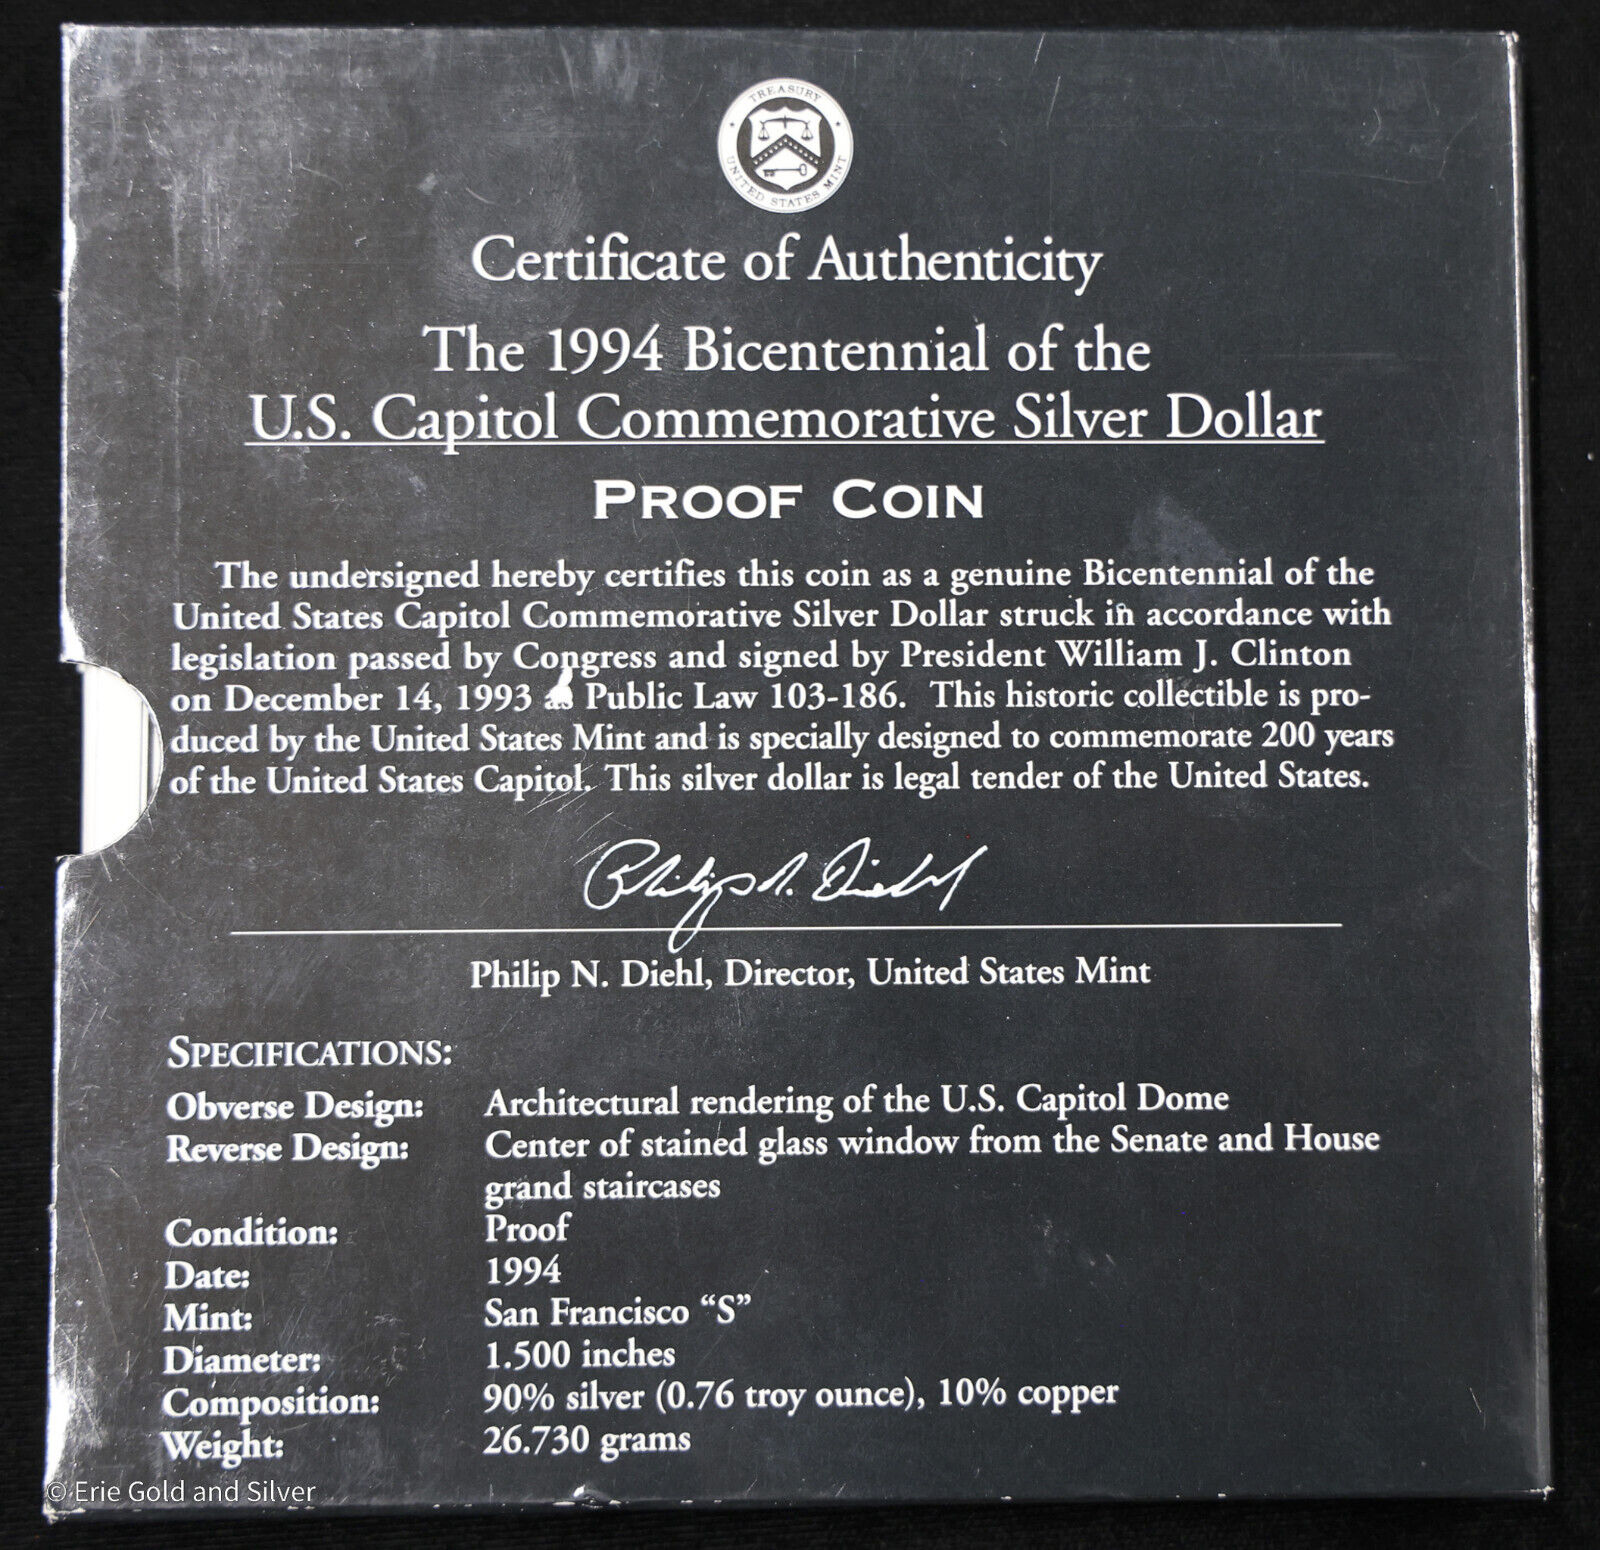 TREASURY
UNITED STATES MINT
Certificate of Authenticity
The 1994 Bicentennial of the
U.S. Capitol Commemorative Silver Dollar
PROOF COIN
The undersigned hereby certifies this coin as a genuine Bicentennial of the
United States Capitol Commemorative Silver Dollar struck in accordance with
legislation passed by Congress and signed by President William J. Clinton
on December 14, 1993 as Public Law 103-186. This historic collectible is pro-
duced by the United States Mint and is specially designed to commemorate 200 years
of the United States Capitol. This silver dollar is legal tender of the United States.
Philip N. Diehl
Philip N. Diehl, Director, United States Mint
SPECIFICATIONS:
Obverse Design: Architectural rendering of the U.S. Capitol Dome
Reverse Design: Center of stained glass window from the Senate and House
grand staircases
Condition: Proof
Date: 1994
Mint: San Francisco “S”
Diameter: 1.500 inches
Composition: 90% silver (0.76 troy ounce), 10% copper
Weight: 26.730 grams
© Erie Gold and Silver